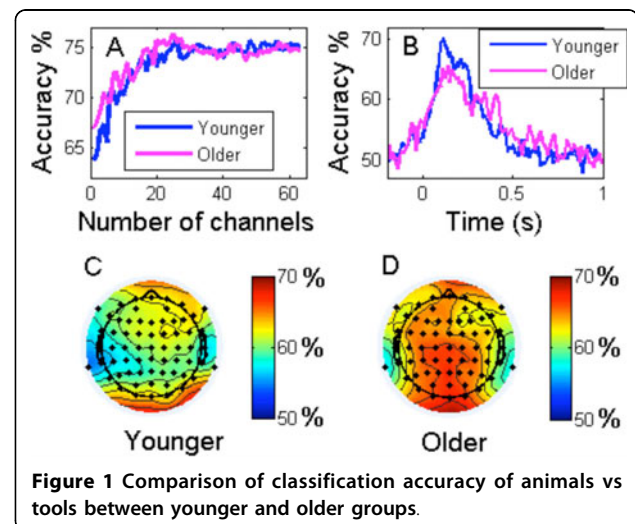 A
75
70
65
Accuracy %
Younger
Older
0 20 40 60
Number of channels
B
70
60
50
Accuracy %
Younger
Older
0 0.5 1
Time (s)
C
70 %
60 %
50 %
Younger
D
70 %
60 %
50 %
Older
Figure 1 Comparison of classification accuracy of animals vs
tools between younger and older groups.